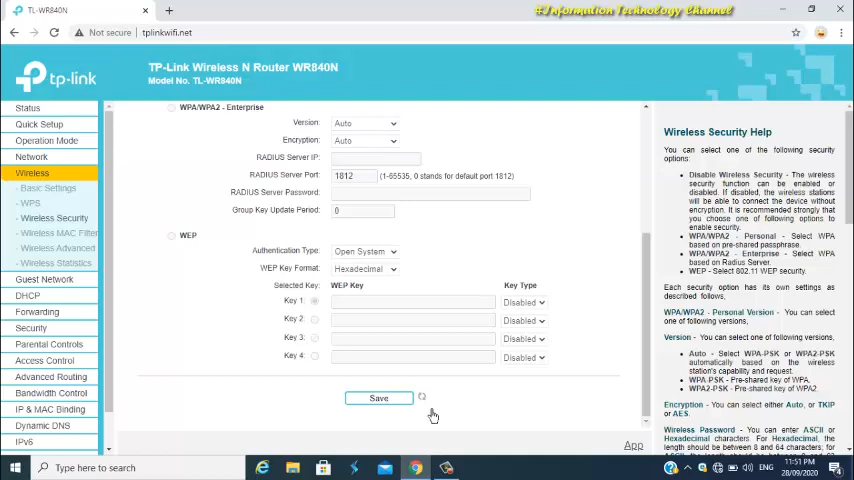 TL-WR840N
#Information Technology Channel
Not secure
tplinkwifi.net
tp-link
TP-Link Wireless N Router WR840N
Model No. TL-WR840N
Status
Quick Setup
Operation Mode
Network
Wireless
- Basic Settings
- WPS
- Wireless Security
- Wireless MAC Filter
- Wireless Advanced
- Wireless Statistics
Guest Network
DHCP
Forwarding
Security
Parental Controls
Access Control
Advanced Routing
Bandwidth Control
IP & MAC Binding
Dynamic DNS
IPv6
WPA/WPA2 - Enterprise
Version: Auto
Encryption: Auto
RADIUS Server IP:
RADIUS Server Port: 1812 (1-65535, 0 stands for default port 1812)
RADIUS Server Password:
Group Key Update Period: 0
WEP
Authentication Type: Open System
WEP Key Format: Hexadecimal
Selected Key: WEP Key Key Type
Key 1: Disabled
Key 2: Disabled
Key 3: Disabled
Key 4: Disabled
Save
App
Wireless Security Help
You can select one of the following security
options:
• Disable Wireless Security - The wireless
security function can be enabled or
disabled. If disabled, the wireless stations
will be able to connect the device without
encryption. It is recommended strongly that
you choose one of following options to
enable security.
• WPA/WPA2 - Personal - Select WPA
based on pre-shared passphrase.
• WPA/WPA2 - Enterprise - Select WPA
based on Radius Server.
• WEP - Select 802.11 WEP security.
Each security option has its own settings as
described follows,
WPA/WPA2 - Personal Version - You can select
one of following versions,
Version - You can select one of following versions,
• Auto - Select WPA-PSK or WPA2-PSK
automatically based on the wireless
station's capability and request.
• WPA-PSK - Pre-shared key of WPA.
• WPA2-PSK - Pre-shared key of WPA2.
Encryption - You can select either Auto, or TKIP
or AES.
Wireless Password - You can enter ASCII or
Hexadecimal characters. For Hexadecimal, the
length should be between 8 and 64 characters; for
Type here to search
ENG
11:51 PM
28/09/2020
4